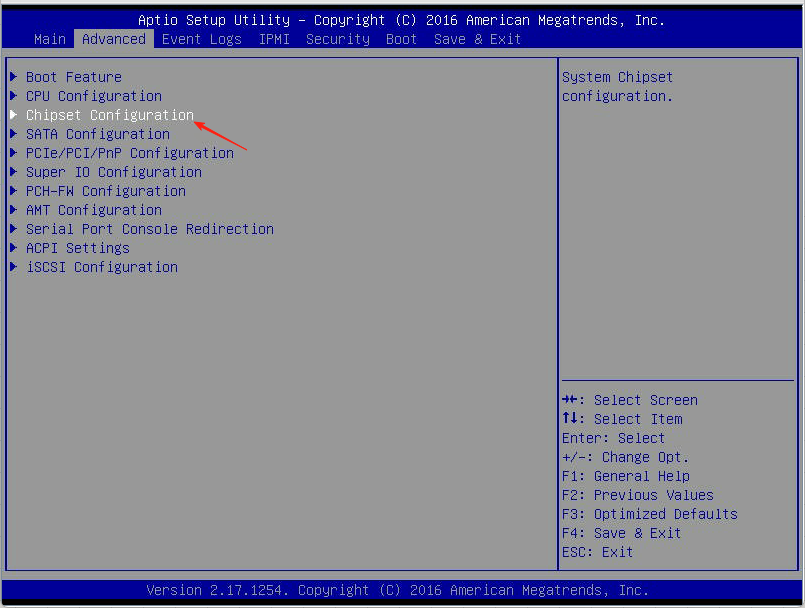 Aptio Setup Utility – Copyright (C) 2016 American Megatrends, Inc.
Main Advanced Event Logs IPMI Security Boot Save & Exit
Boot Feature
CPU Configuration
Chipset Configuration
SATA Configuration
PCIe/PCI/PnP Configuration
Super IO Configuration
PCH-FW Configuration
AMT Configuration
Serial Port Console Redirection
ACPI Settings
iSCSI Configuration
System Chipset
configuration.
→←: Select Screen
↑↓: Select Item
Enter: Select
+/-: Change Opt.
F1: General Help
F2: Previous Values
F3: Optimized Defaults
F4: Save & Exit
ESC: Exit
Version 2.17.1254. Copyright (C) 2016 American Megatrends, Inc.